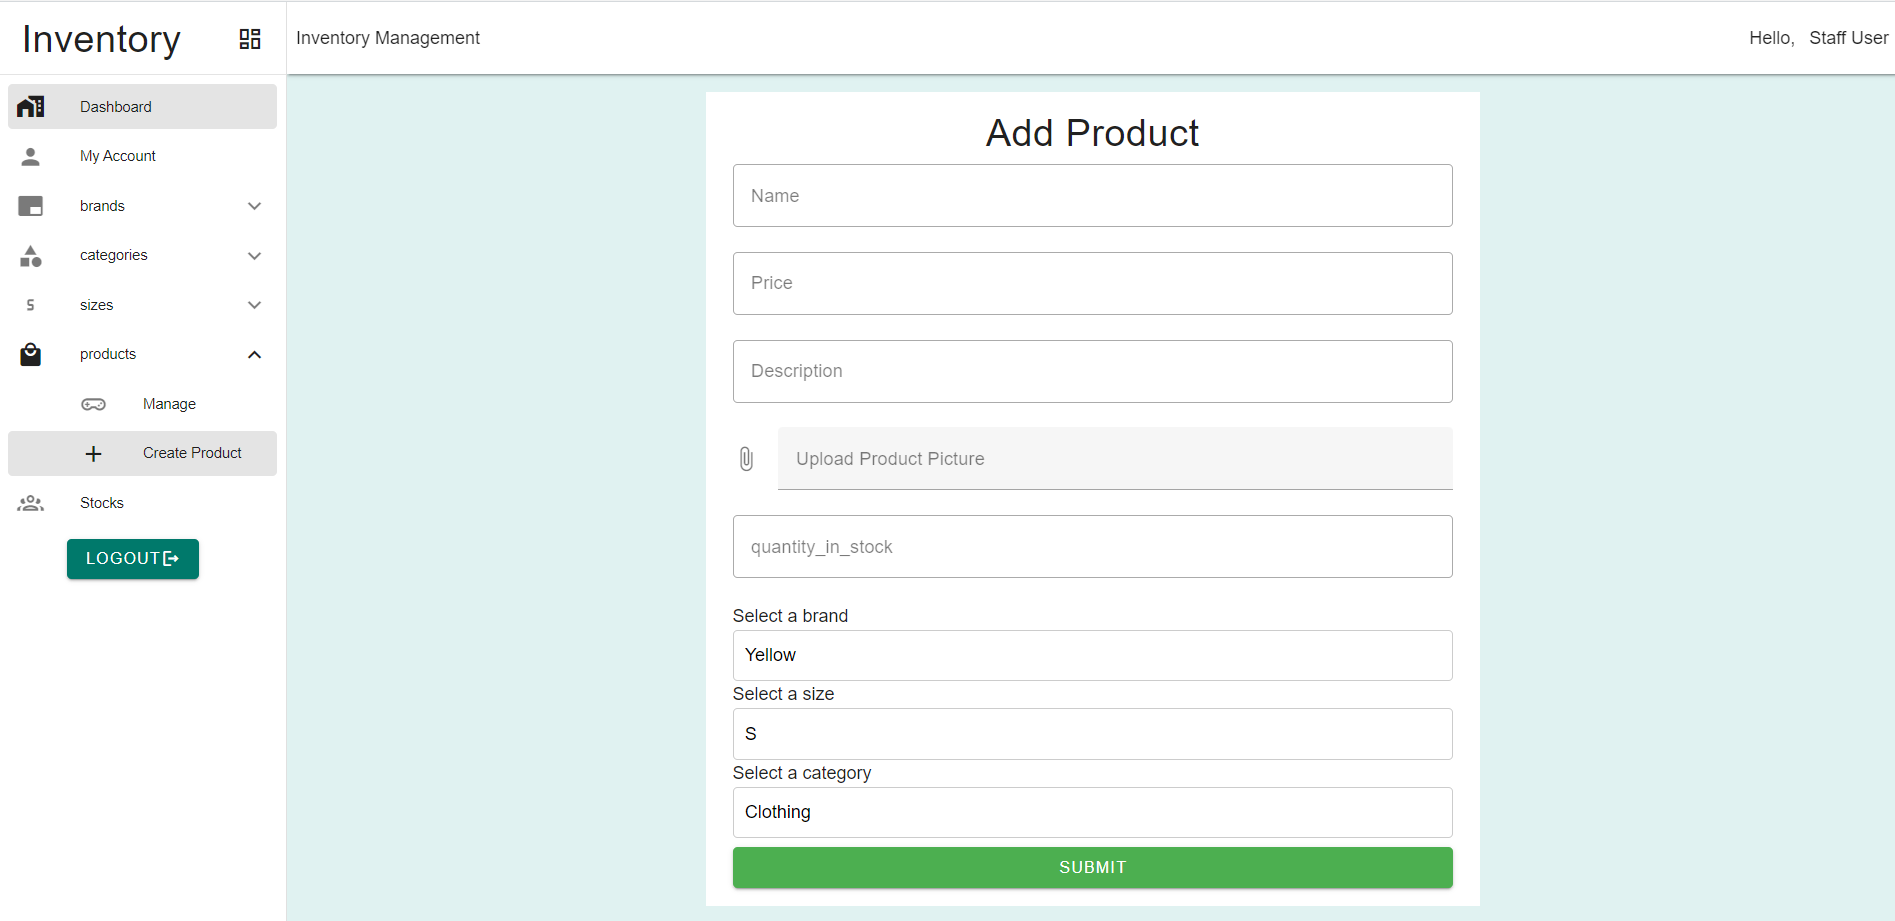 Inventory
Inventory Management
Hello, Staff User
Dashboard
My Account
brands
categories
S
sizes
products
Manage
Create Product
Stocks
LOGOUT
Add Product
Name
Price
Description
Upload Product Picture
quantity_in_stock
Select a brand
Yellow
Select a size
S
Select a category
Clothing
SUBMIT